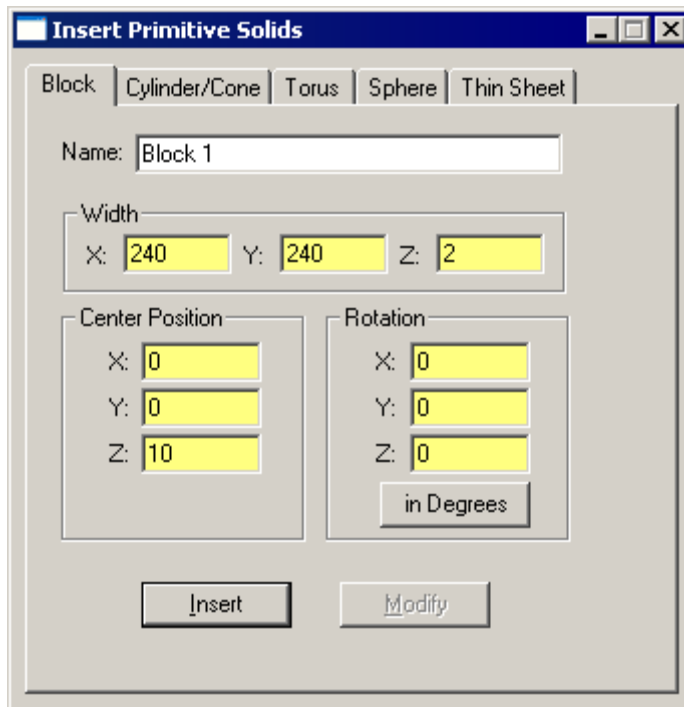 Insert Primitive Solids
Block Cylinder/Cone Torus Sphere Thin Sheet
Name: Block 1
Width
X: 240 Y: 240 Z: 2
Center Position
X: 0
Y: 0
Z: 10
Rotation
X: 0
Y: 0
Z: 0
in Degrees
Insert Modify